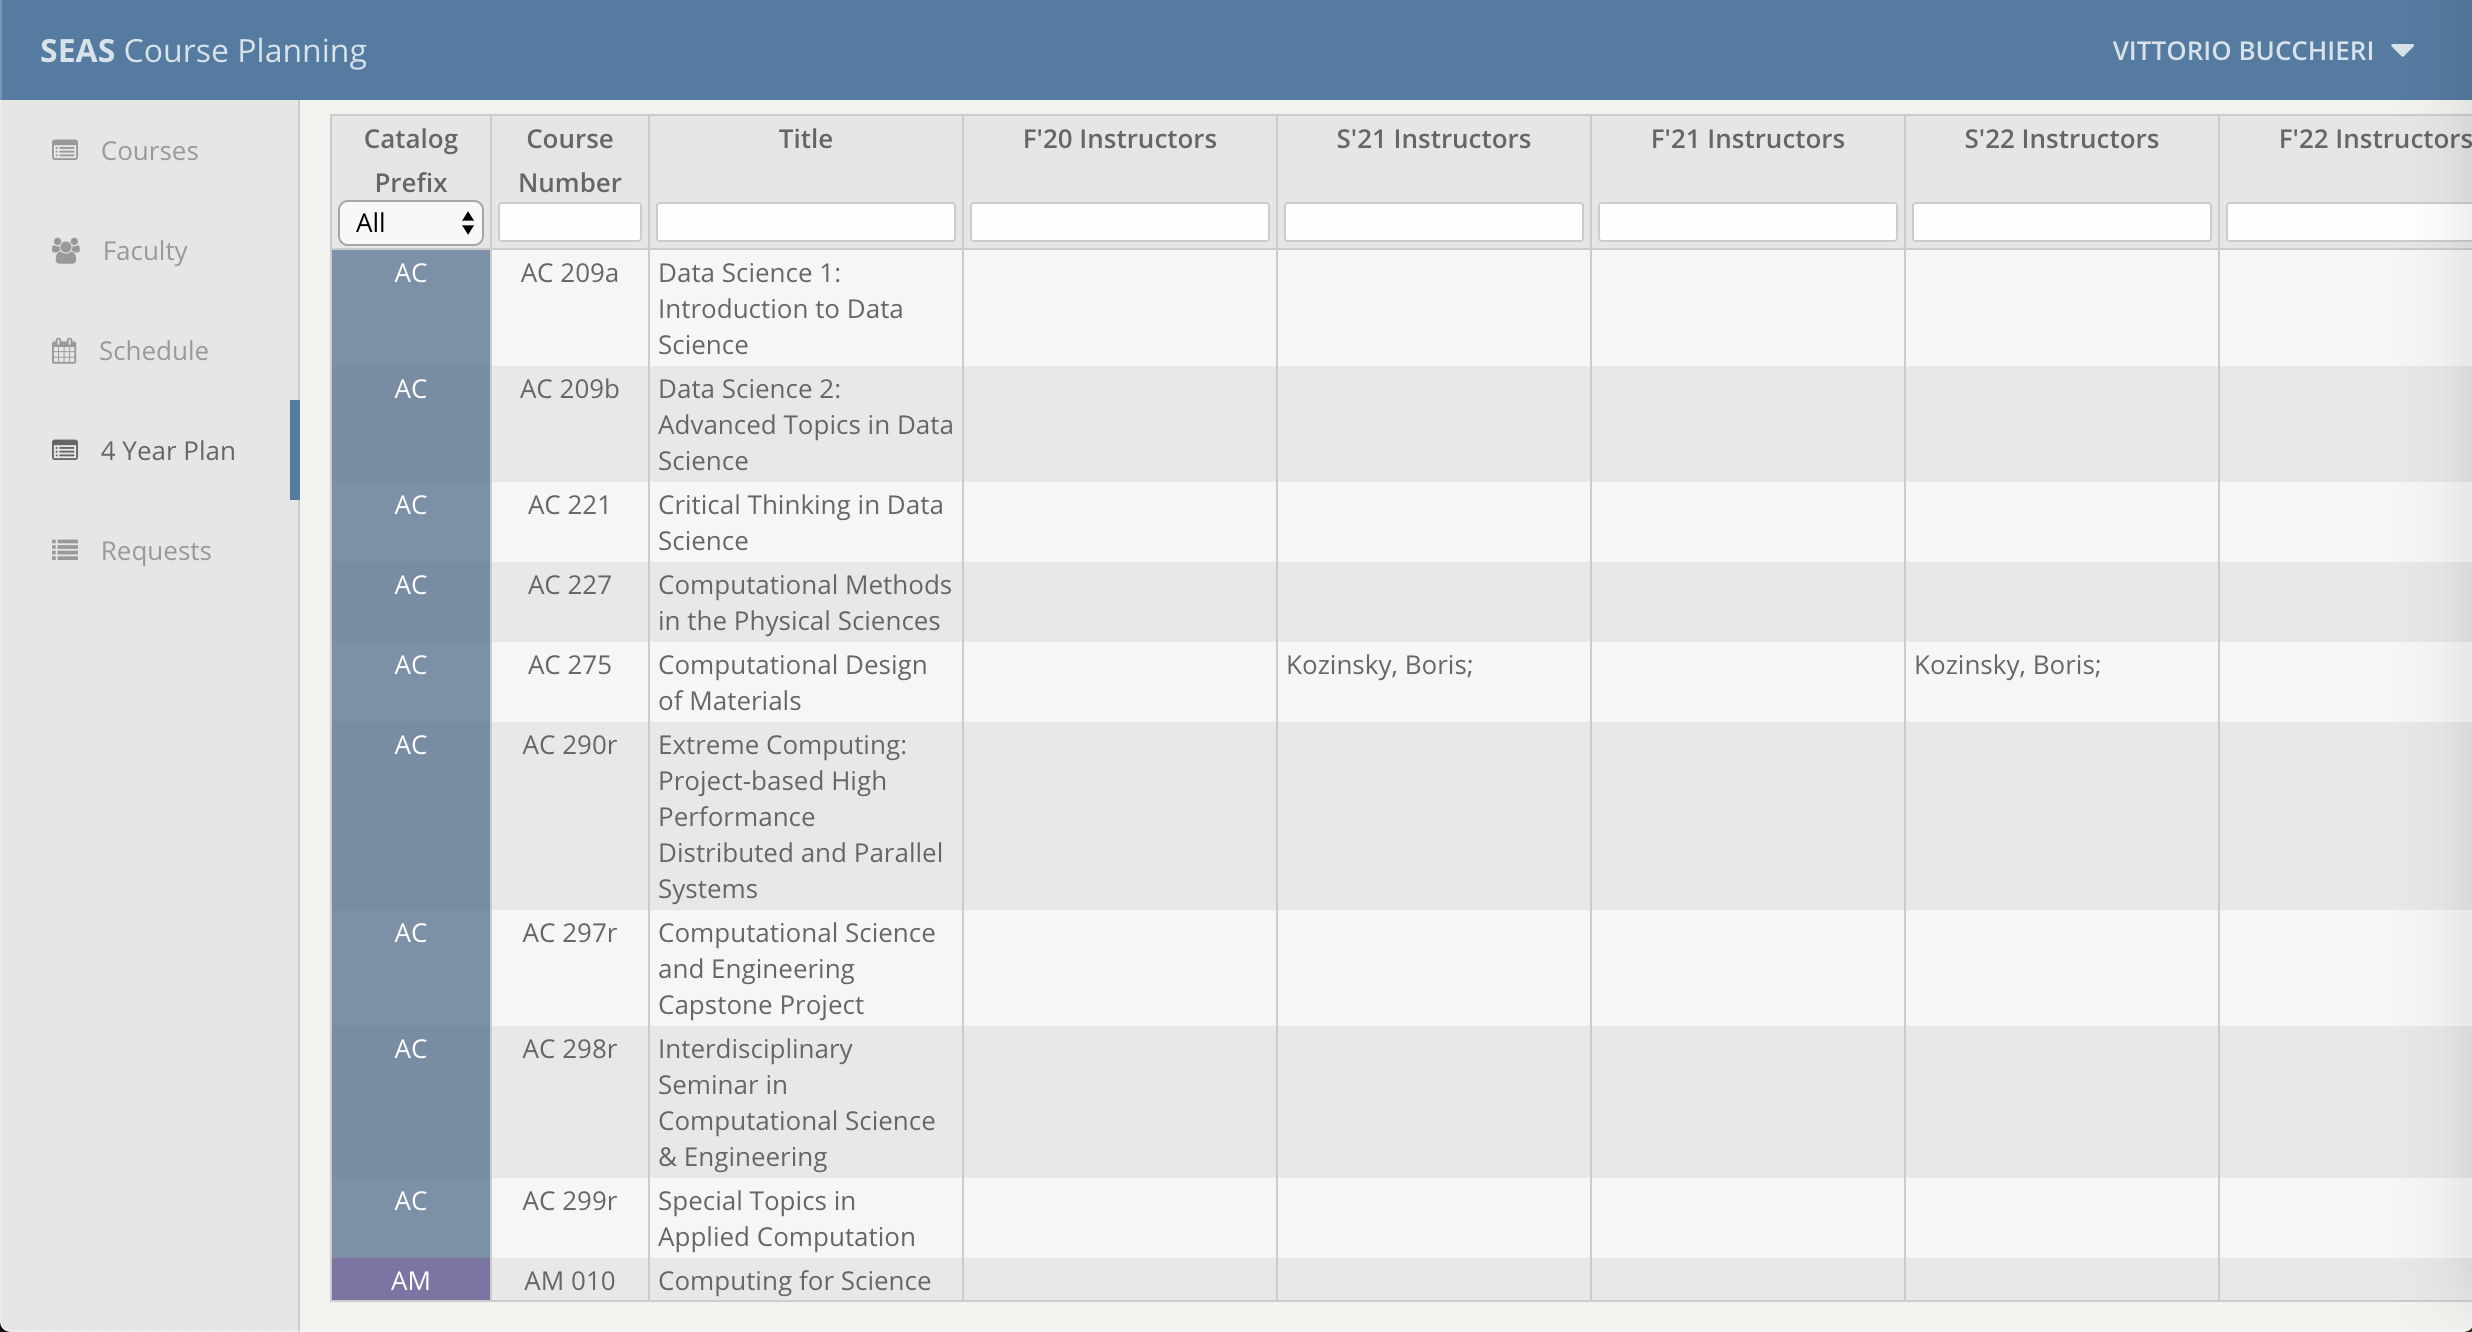 SEAS Course Planning
VITTORIO BUCCHIERI
Courses
Faculty
Schedule
4 Year Plan
Requests
Catalog Prefix
Course Number
Title
F'20 Instructors
S'21 Instructors
F'21 Instructors
S'22 Instructors
F'22 Instructors
All
AC
AC 209a
Data Science 1:
Introduction to Data
Science
AC
AC 209b
Data Science 2:
Advanced Topics in Data
Science
AC
AC 221
Critical Thinking in Data
Science
AC
AC 227
Computational Methods
in the Physical Sciences
AC
AC 275
Computational Design
of Materials
Kozinsky, Boris;
Kozinsky, Boris;
AC
AC 290r
Extreme Computing:
Project-based High
Performance
Distributed and Parallel
Systems
AC
AC 297r
Computational Science
and Engineering
Capstone Project
AC
AC 298r
Interdisciplinary
Seminar in
Computational Science
& Engineering
AC
AC 299r
Special Topics in
Applied Computation
AM
AM 010
Computing for Science